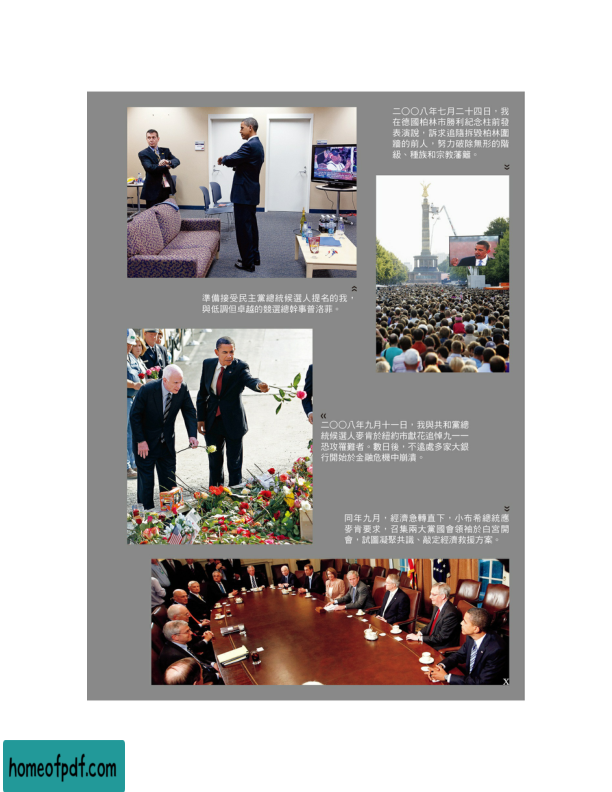 二〇〇八年七月二十四日，我
在德國柏林市勝利紀念柱前發
表演說，訴求追隨拆毀柏林圍
牆的前人，努力破除無形的階
級、種族和宗教藩籬。
準備接受民主黨總統候選人提名的我，
與低調但卓越的競選總幹事普洛菲。
二〇〇八年九月十一日，我與共和黨總
統候選人麥肯於紐約市獻花追悼九一一
恐攻罹難者。數日後，不遠處多家大銀
行開始於金融危機中崩潰。
同年九月，經濟急轉直下，小布希總統應
麥肯要求，召集兩大黨國會領袖於白宮開
會，試圖凝聚共識、敲定經濟救援方案。
X
homeofpdf.com